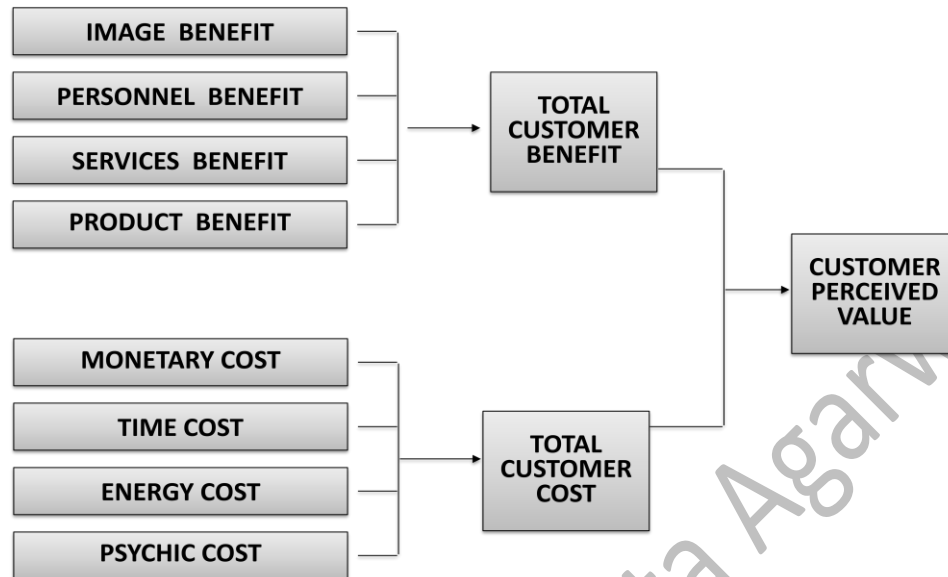 IMAGE BENEFIT
PERSONNEL BENEFIT
SERVICES BENEFIT
PRODUCT BENEFIT
TOTAL
CUSTOMER
BENEFIT
CUSTOMER
PERCEIVED
VALUE
MONETARY COST
TIME COST
ENERGY COST
PSYCHIC COST
TOTAL
CUSTOMER
COST